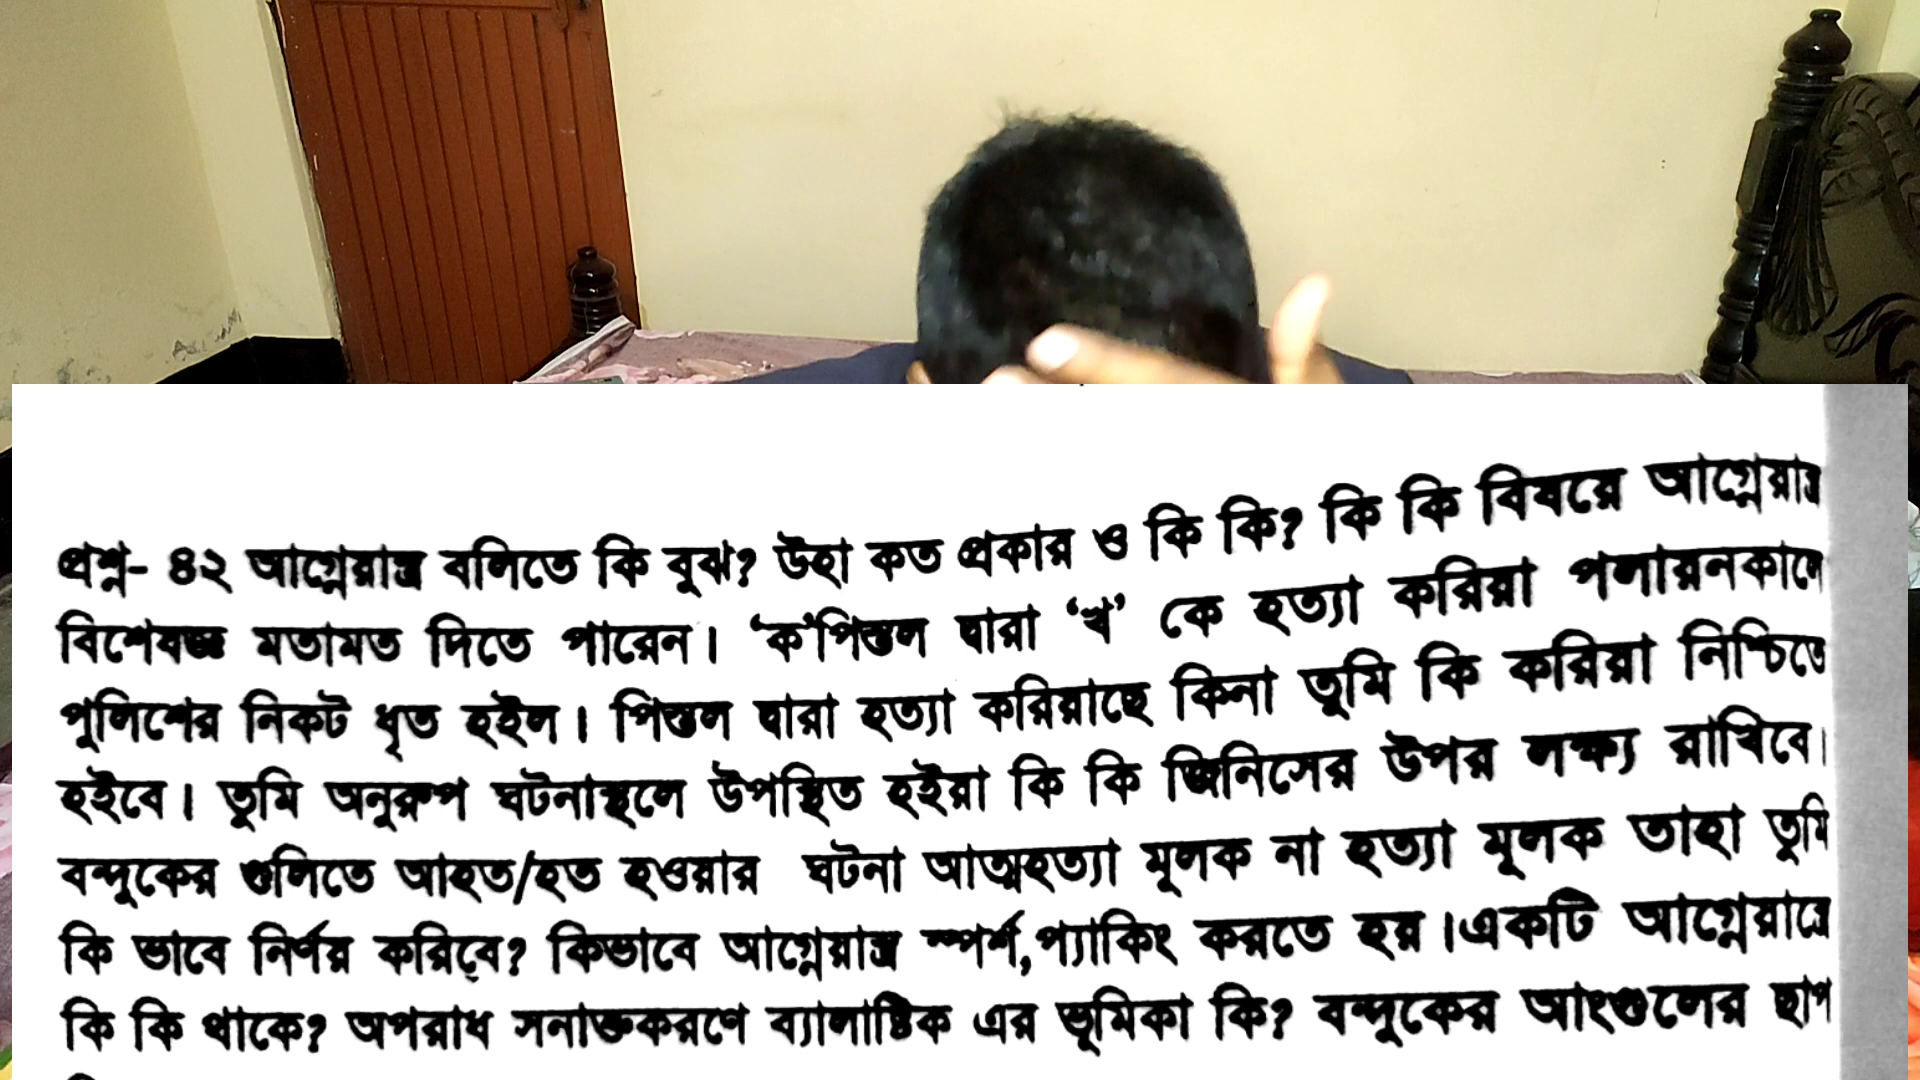 প্রশ্ন- ৪২ আগ্নেয়াস্ত্র বলিতে কি বুঝ? উহা কত প্রকার ও কি কি? কি কি বিষয়ে আগ্নেয়াস্ত্র
বিশেষজ্ঞ মতামত দিতে পারেন। ‘ক’পিস্তল দ্বারা ‘খ’ কে হত্যা করিয়া পলায়নকালে
পুলিশের নিকট ধৃত হইল। পিস্তল দ্বারা হত্যা করিয়াছে কিনা তুমি কি করিয়া নিশ্চিতে
হইবে। তুমি অনুরুপ ঘটনাস্থলে উপস্থিত হইয়া কি কি জিনিসের উপর লক্ষ্য রাখিবে।
বন্দুকের গুলিতে আহত/হত হওয়ার ঘটনা আত্মহত্যা মূলক না হত্যা মূলক তাহা তুমি
কি ভাবে নির্ণয় করিবে? কিভাবে আগ্নেয়াস্ত্র স্পর্শ,প্যাকিং করতে হয়।একটি আগ্নেয়াস্ত্রে
কি কি থাকে? অপরাধ সনাক্তকরণে ব্যালাষ্টিক এর ভূমিকা কি? বন্দুকের আংগুলের ছাপ